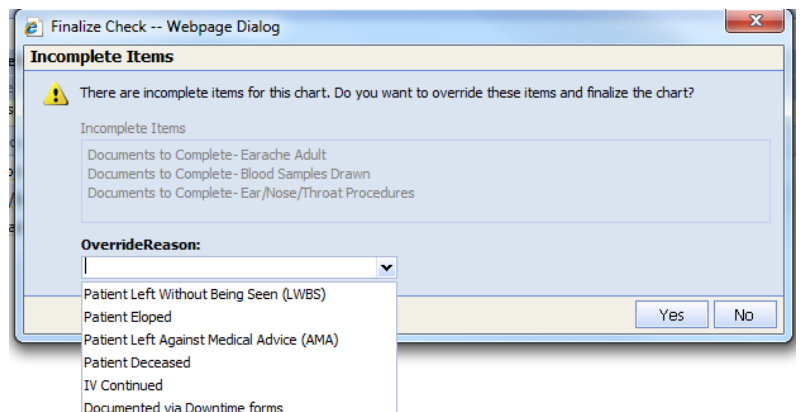 Finalize Check -- Webpage Dialog
Incomplete Items
There are incomplete items for this chart. Do you want to override these items and finalize the chart?
Incomplete Items
Documents to Complete- Earache Adult
Documents to Complete- Blood Samples Drawn
Documents to Complete- Ear/Nose/Throat Procedures
OverrideReason:
Patient Left Without Being Seen (LWBS)
Patient Eloped
Yes No
Patient Left Against Medical Advice (AMA)
Patient Deceased
IV Continued
Documented via Downtime forms